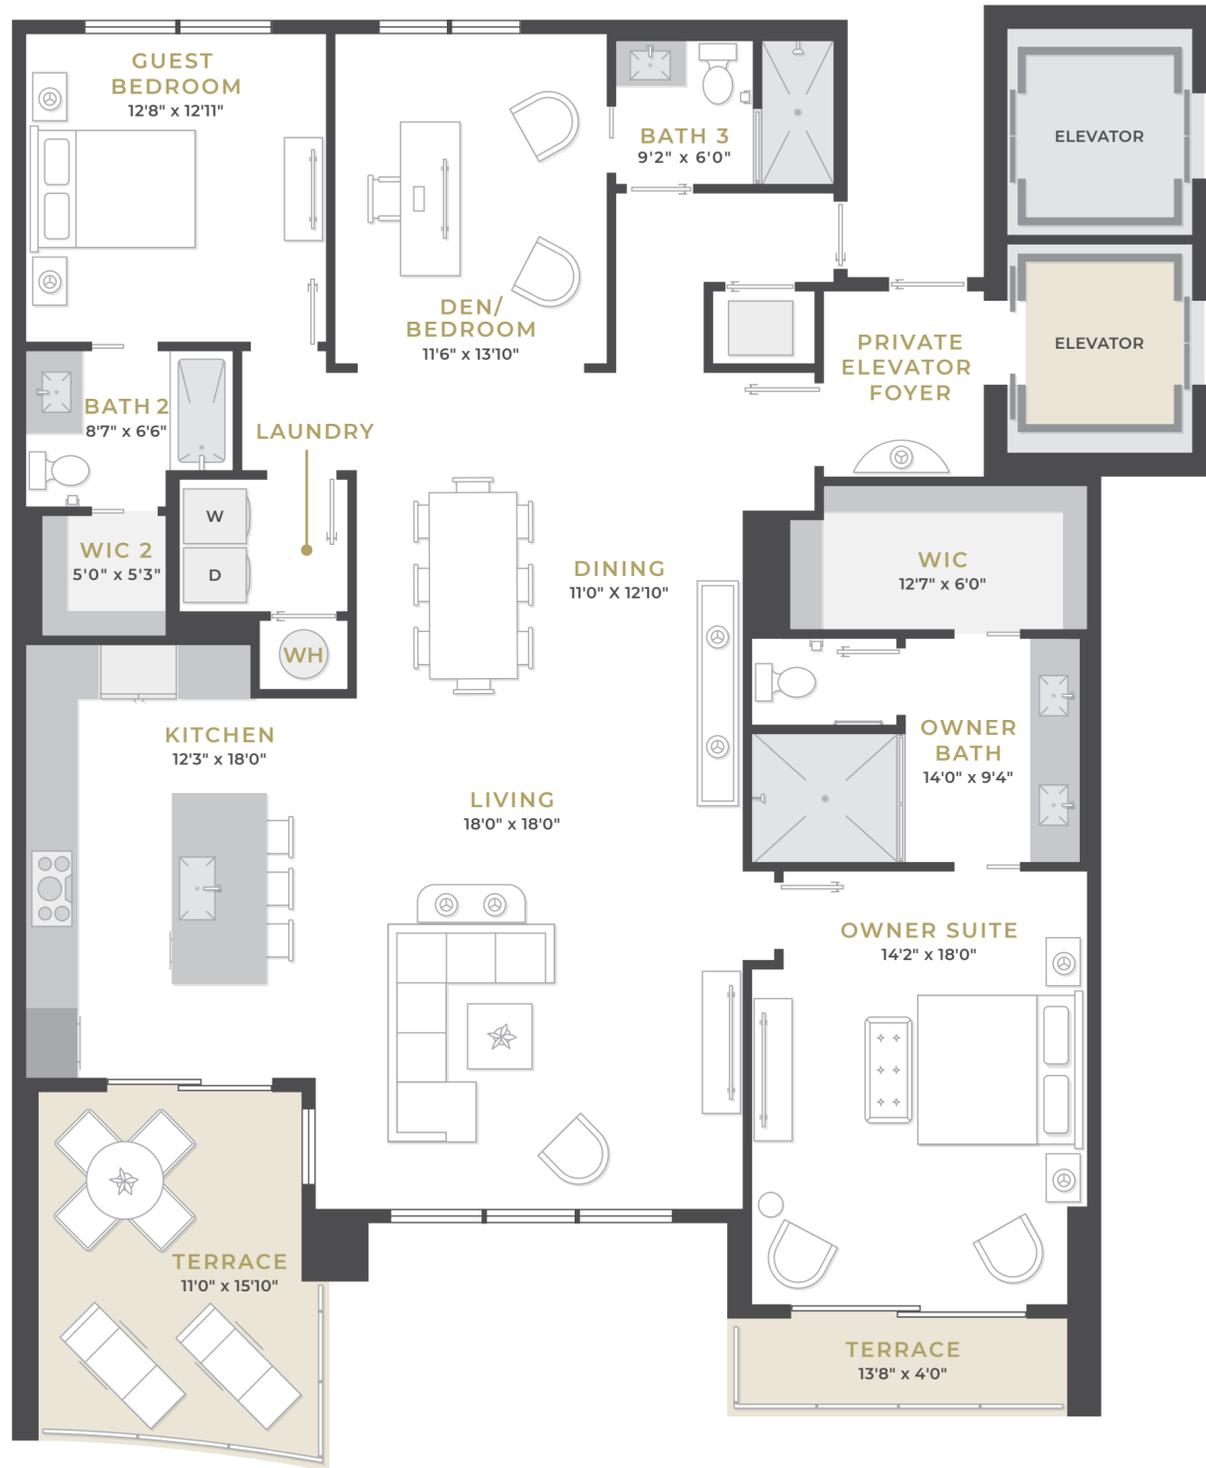 GUEST
BEDROOM
12'8" x 12'11"
BATH 3
9'2" x 6'0"
ELEVATOR
DEN/
BEDROOM
11'6" x 13'10"
PRIVATE
ELEVATOR
FOYER
ELEVATOR
BATH 2
8'7" x 6'6"
LAUNDRY
W
D
WIC 2
5'0" x 5'3"
DINING
11'0" X 12'10"
WIC
12'7" x 6'0"
WH
KITCHEN
12'3" x 18'0"
OWNER
BATH
14'0" x 9'4"
LIVING
18'0" x 18'0"
OWNER SUITE
14'2" x 18'0"
TERRACE
11'0" x 15'10"
TERRACE
13'8" x 4'0"